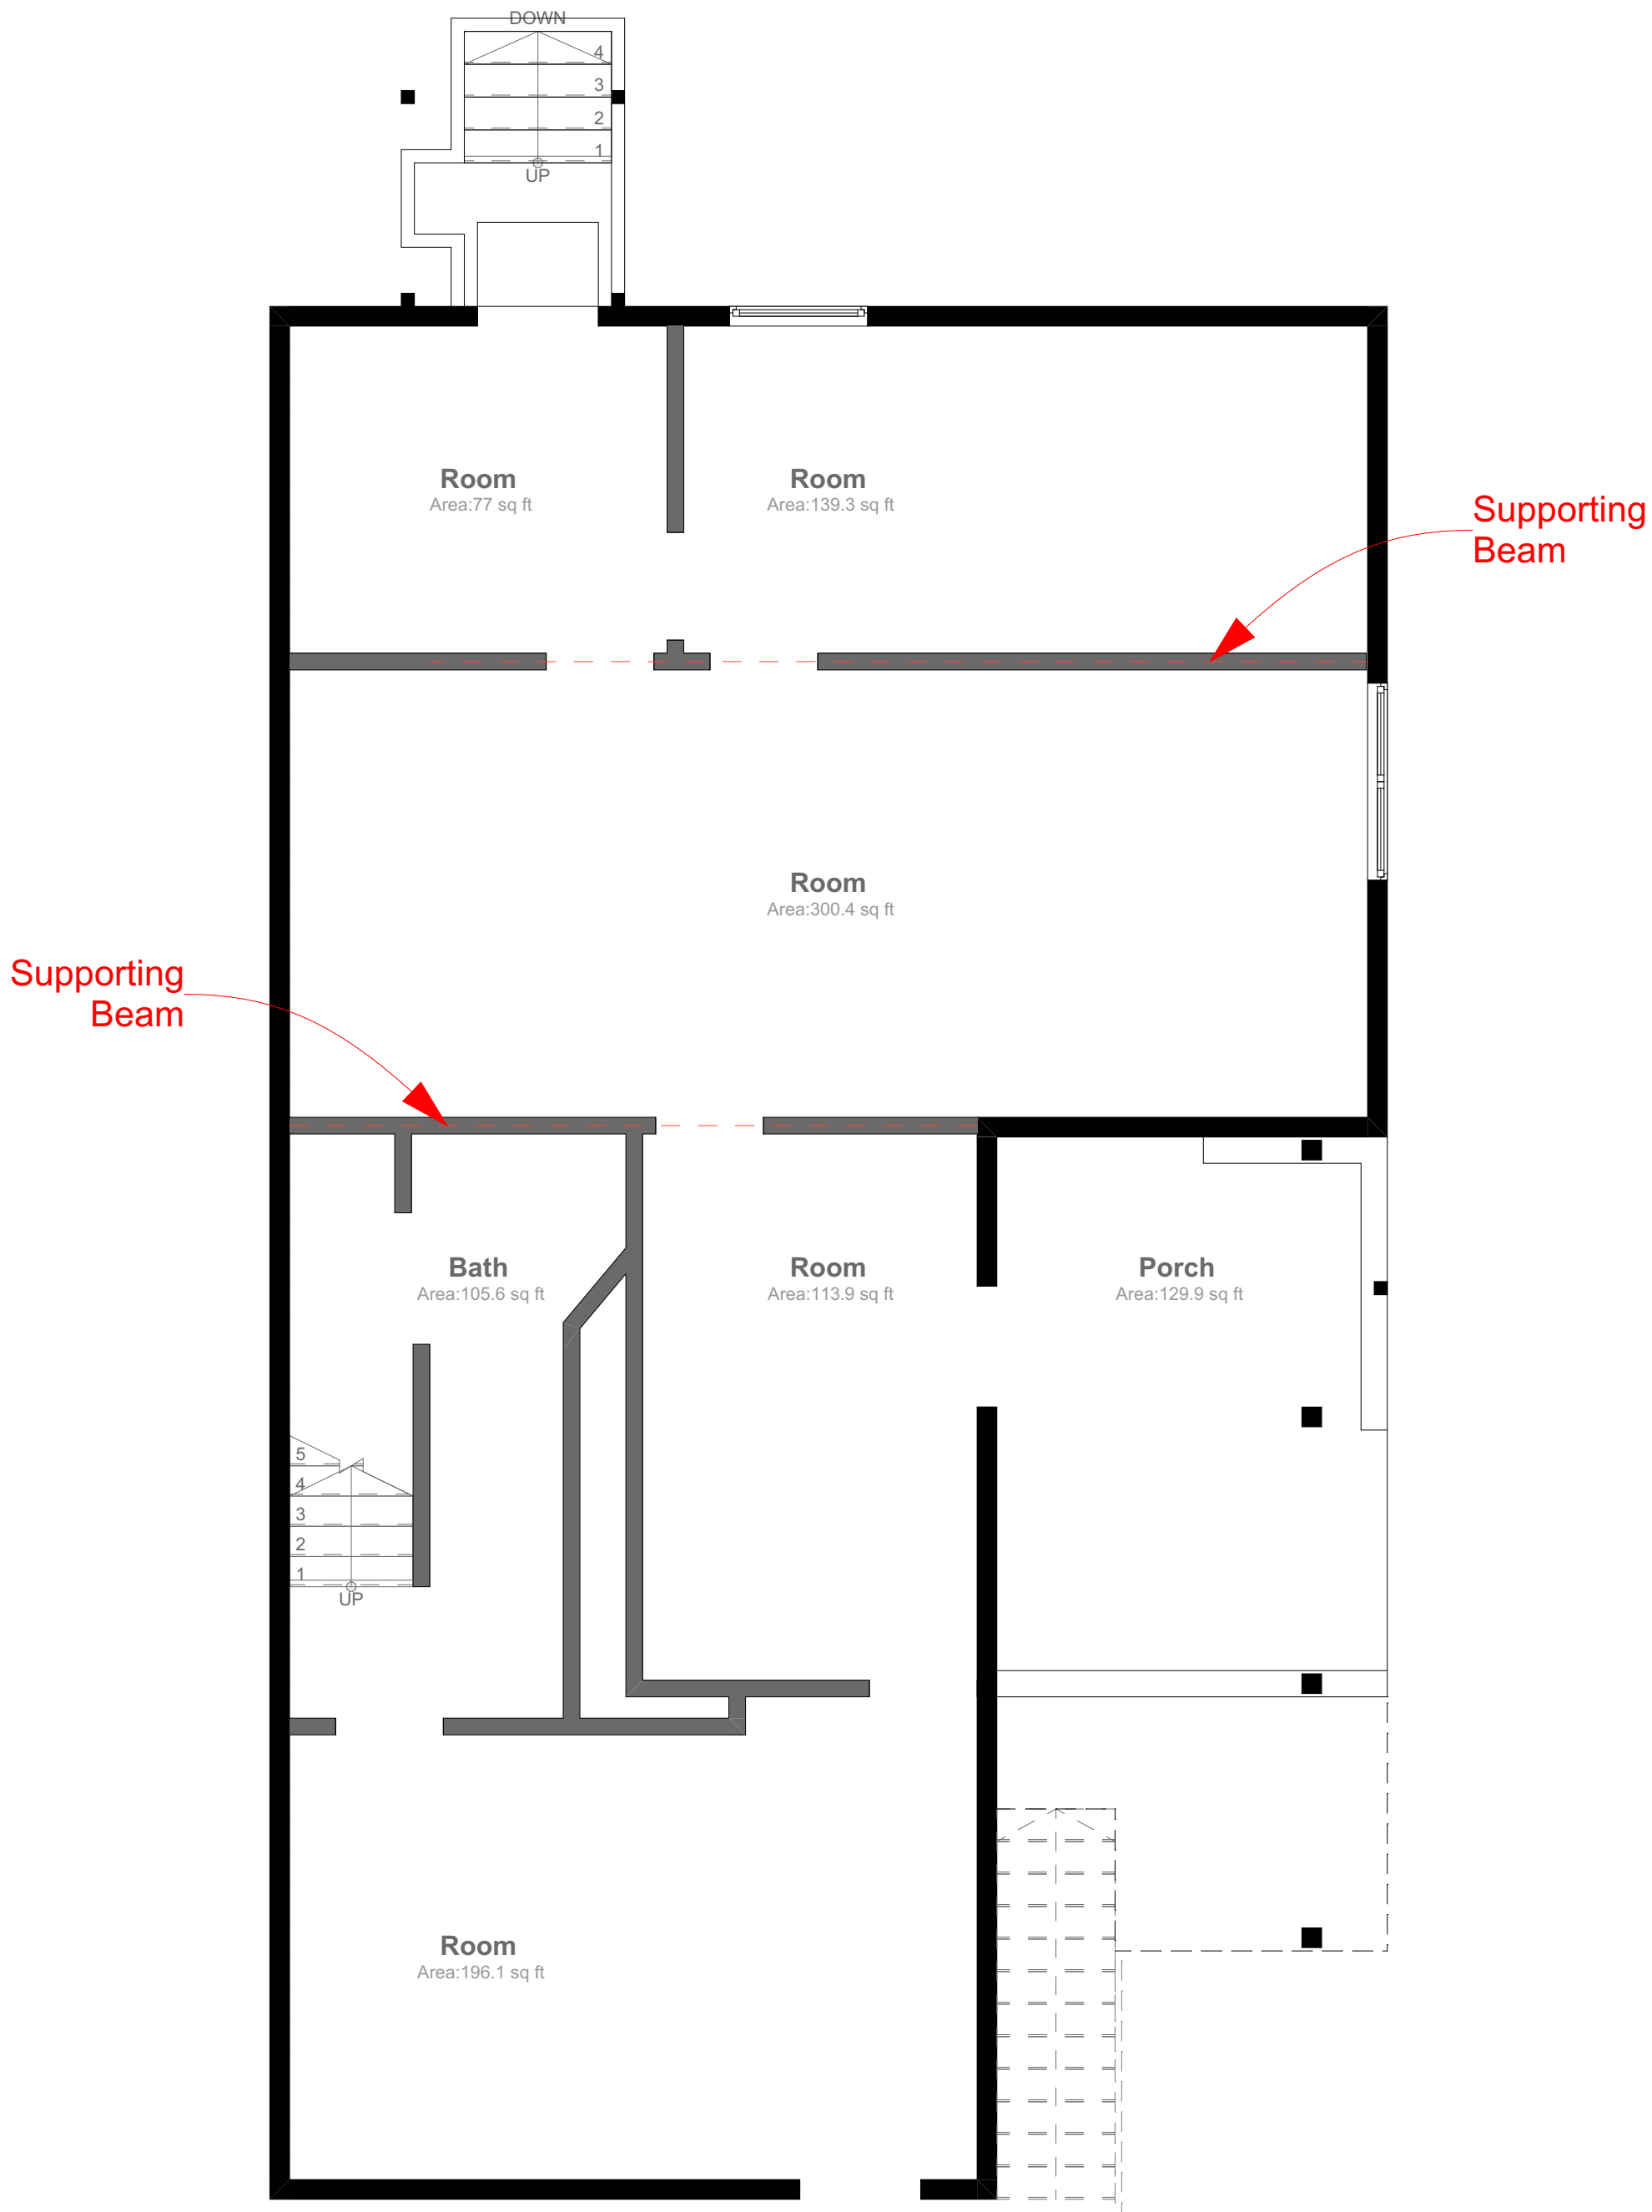 DOWN
4
3
2
1
UP
Room
Area:77 sq ft
Room
Area:139.3 sq ft
Supporting
Beam
Room
Area:300.4 sq ft
Supporting
Beam
Bath
Area:105.6 sq ft
Room
Area:113.9 sq ft
Porch
Area:129.9 sq ft
5
4
3
2
1
UP
Room
Area:196.1 sq ft